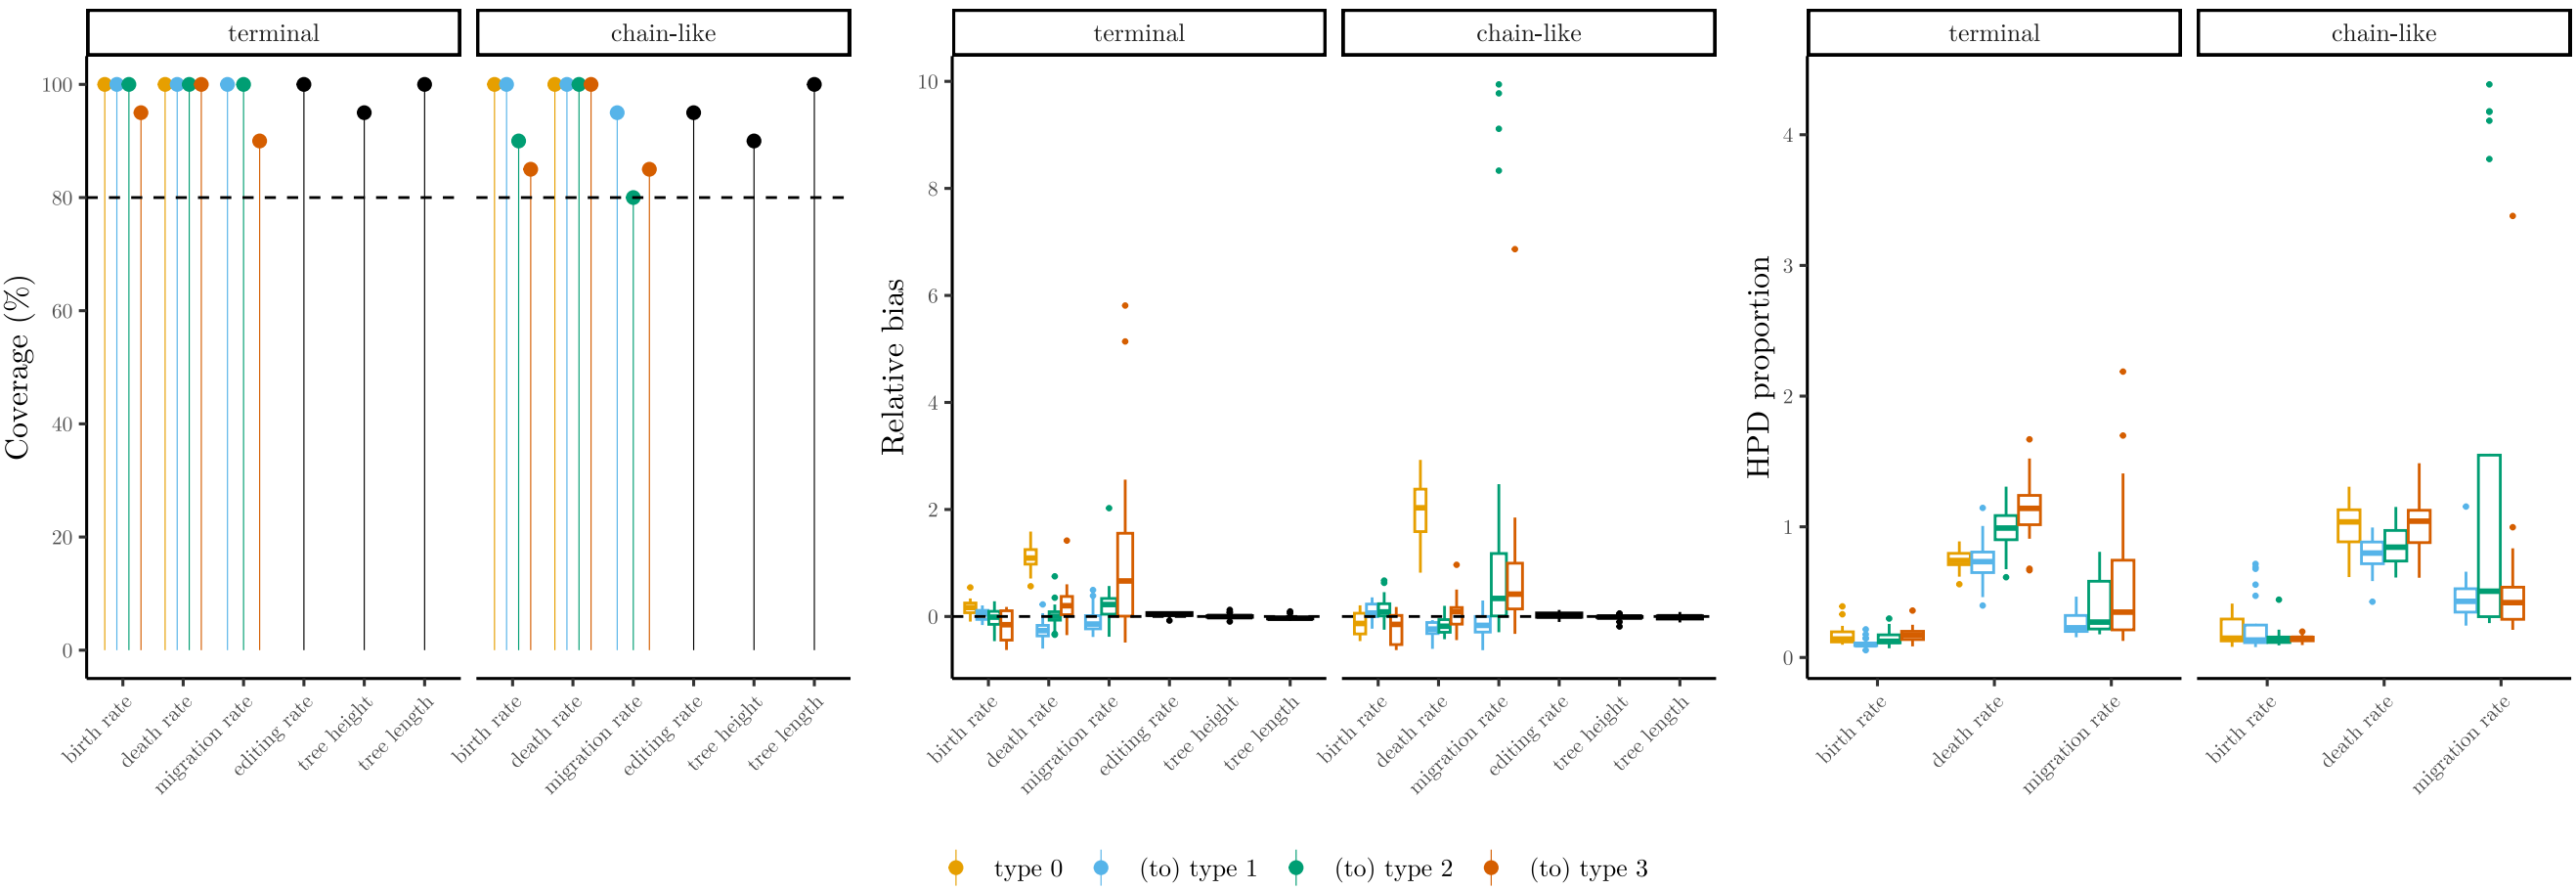 terminal
chain-like
Coverage (%)
100
80
60
40
20
0
birth rate
death rate
migration rate
editing rate
tree height
tree length
birth rate
death rate
migration rate
editing rate
tree height
tree length
terminal
chain-like
Relative bias
10
8
6
4
2
0
birth rate
death rate
migration rate
editing rate
tree height
tree length
birth rate
death rate
migration rate
editing rate
tree height
tree length
terminal
chain-like
HPD proportion
4
3
2
1
0
birth rate
death rate
migration rate
birth rate
death rate
migration rate
type 0
(to) type 1
(to) type 2
(to) type 3